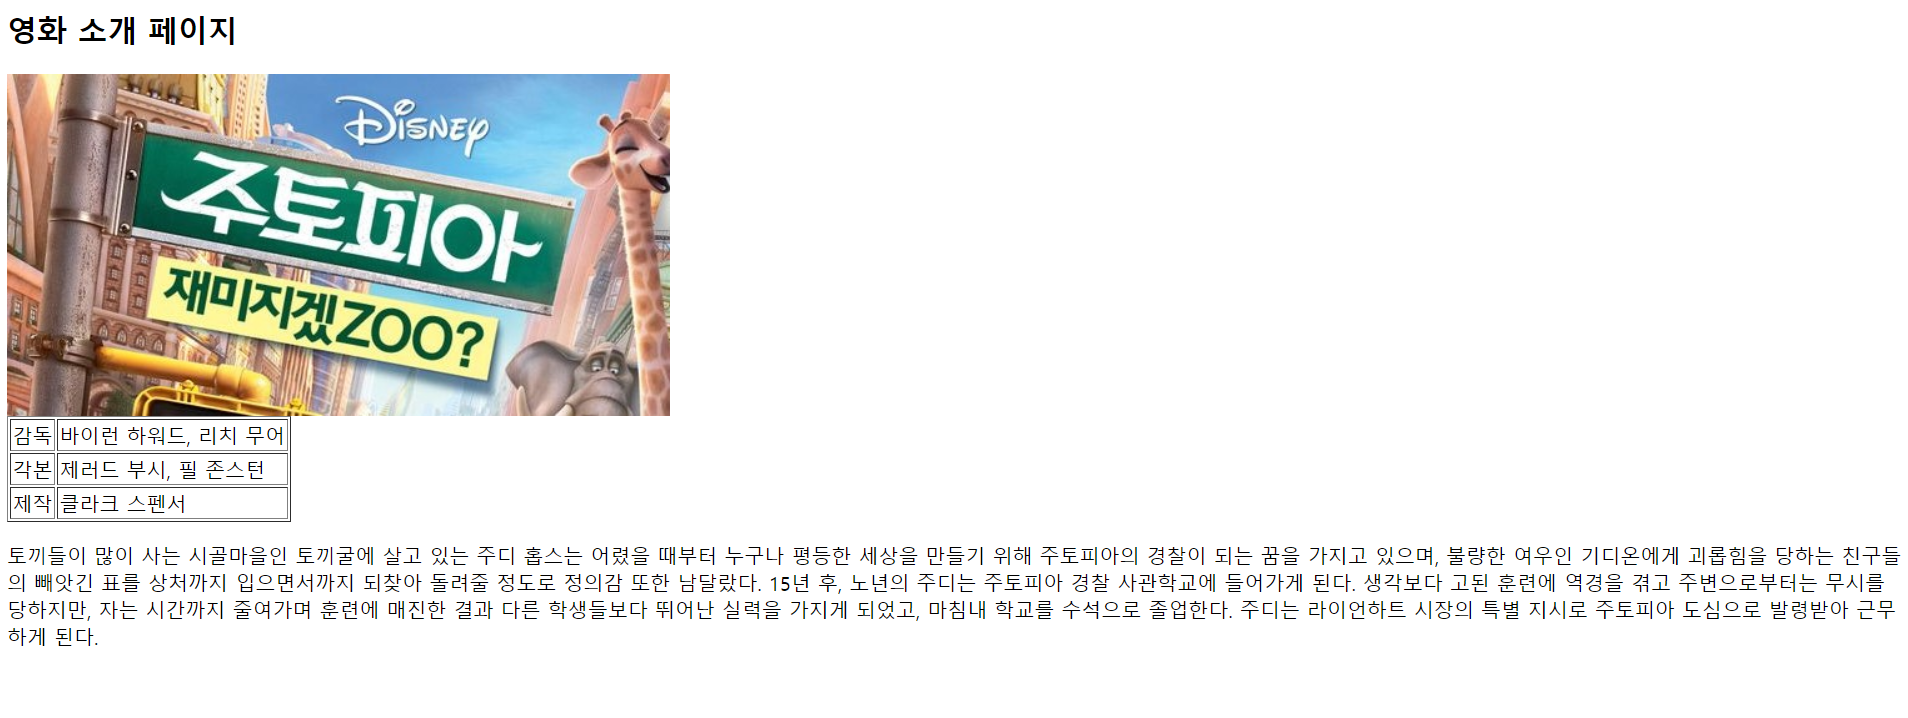 영화 소개 페이지
DISNEY
주토피아
재미지겠ZOO?
감독 바이런 하워드, 리치 무어
각본 제러드 부시, 필 존스턴
제작 클라크 스펜서
토끼들이 많이 사는 시골마을인 토끼굴에 살고 있는 주디 홉스는 어렸을 때부터 누구나 평등한 세상을 만들기 위해 주토피아의 경찰이 되는 꿈을 가지고 있으며, 불량한 여우인 기디온에게 괴롭힘을 당하는 친구들
의 빼앗긴 표를 상처까지 입으면서까지 되찾아 돌려줄 정도로 정의감 또한 남달랐다. 15년 후, 노년의 주디는 주토피아 경찰 사관학교에 들어가게 된다. 생각보다 고된 훈련에 역경을 겪고 주변으로부터는 무시를
당하지만, 자는 시간까지 줄여가며 훈련에 매진한 결과 다른 학생들보다 뛰어난 실력을 가지게 되었고, 마침내 학교를 수석으로 졸업한다. 주디는 라이언하트 시장의 특별 지시로 주토피아 도심으로 발령받아 근무
하게 된다.